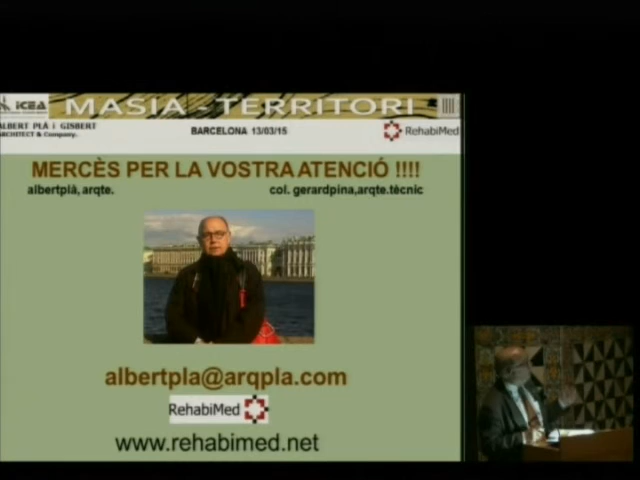 ICEA
MASIA - TERRITORI
ALBERT PLÀ i GISBERT
ARCHITECT & Company.
BARCELONA 13/03/15
RehabiMed
MERCÈS PER LA VOSTRA ATENCIÓ !!!!
albertplà, arqte.
col. gerardpina,arqte.tècnic
albertpla@arqpla.com
RehabiMed
www.rehabimed.net